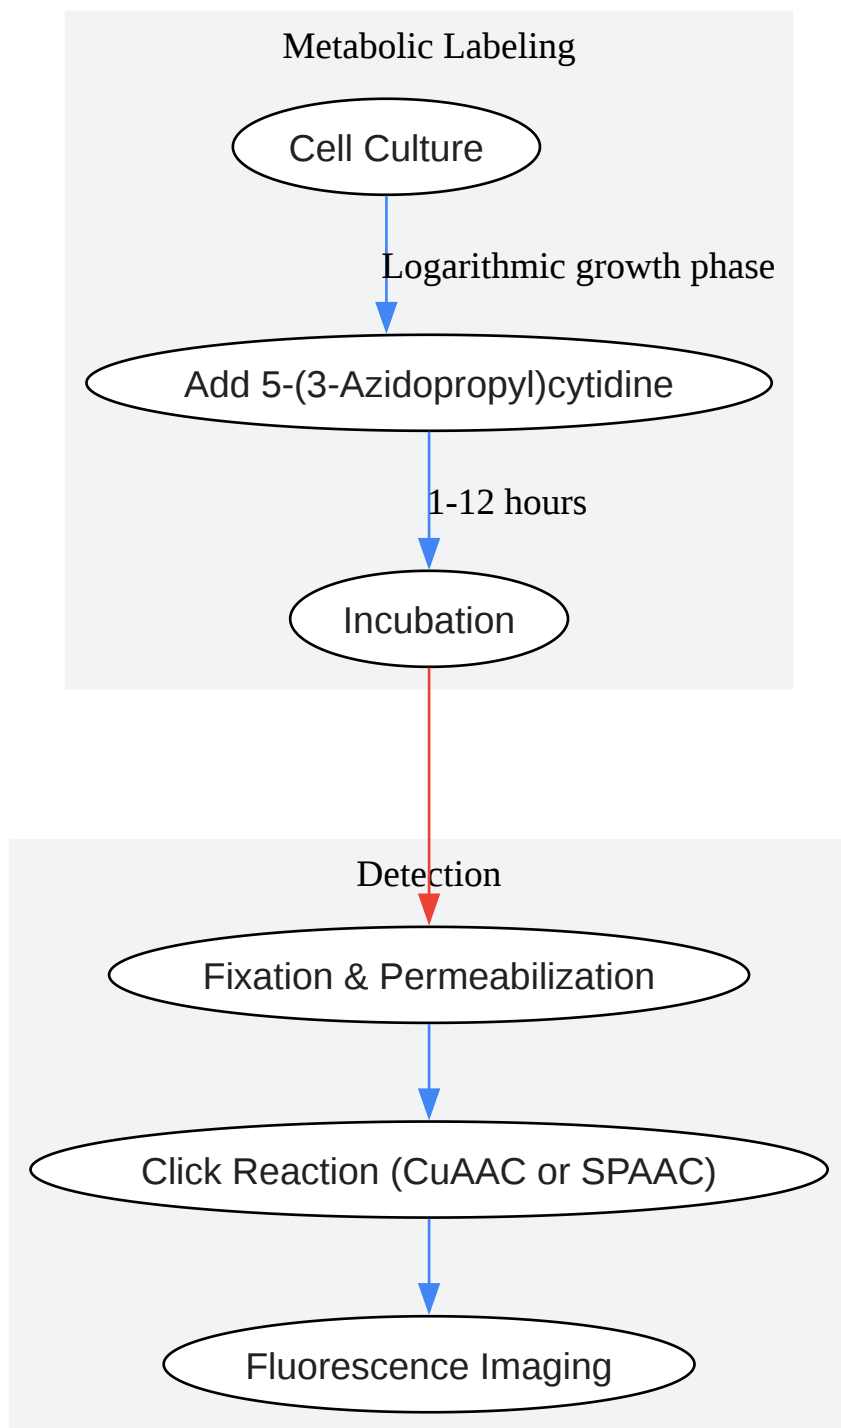 Metabolic Labeling
Cell Culture
Logarithmic growth phase
Add 5-(3-Azidopropyl)cytidine
1-12 hours
Incubation
Detection
Fixation & Permeabilization
Click Reaction (CuAAC or SPAAC)
Fluorescence Imaging